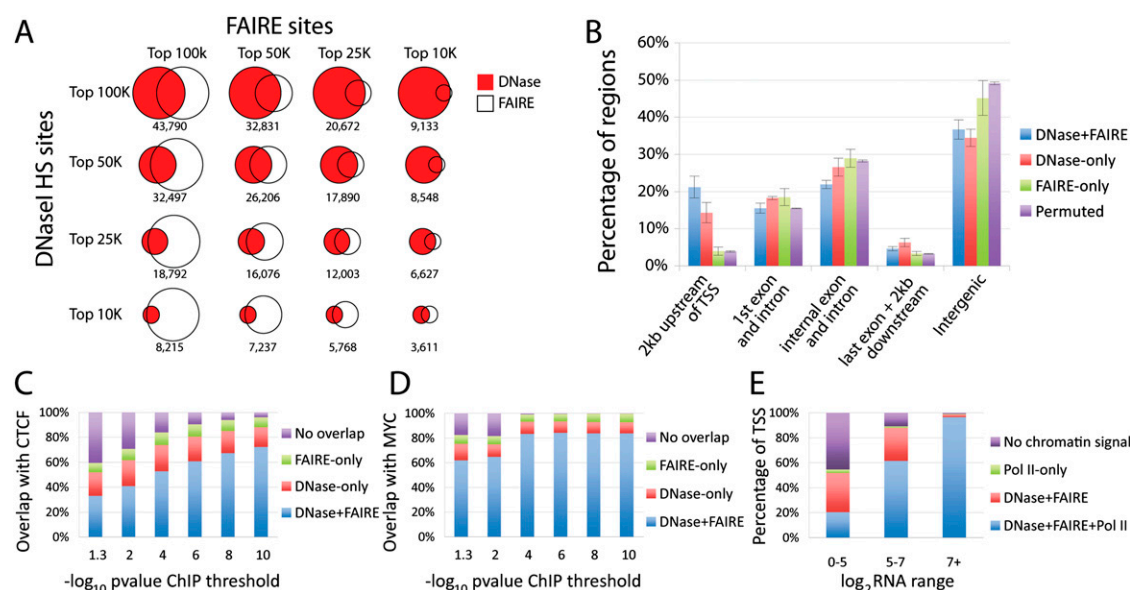 A
FAIRE sites
Top 100k Top 50K Top 25K Top 10K
DNaseI HS sites
Top 100K
43,790 32,831 20,672 9,133
Top 50K
32,497 26,206 17,890 8,548
Top 25K
18,792 16,076 12,003 6,627
Top 10K
8,215 7,237 5,768 3,611
DNase
FAIRE
B
Percentage of regions
60%
50%
40%
30%
20%
10%
0%
2kb upstream
of TSS
1st exon
and intron
internal exon
and intron
last exon + 2kb
downstream
Intergenic
DNase+FAIRE
DNase-only
FAIRE-only
Permuted
C
Overlap with CTCF
100%
80%
60%
40%
20%
0%
1.3 2 4 6 8 10
-log10 pvalue ChIP threshold
No overlap
FAIRE-only
DNase-only
DNase+FAIRE
D
Overlap with MYC
100%
80%
60%
40%
20%
0%
1.3 2 4 6 8 10
-log10 pvalue ChIP threshold
No overlap
FAIRE-only
DNase-only
DNase+FAIRE
E
Percentage of TSS
100%
80%
60%
40%
20%
0%
0-5 5-7 7+
log2RNA range
No chromatin signal
Pol II-only
DNase+FAIRE
DNase+FAIRE+Pol II